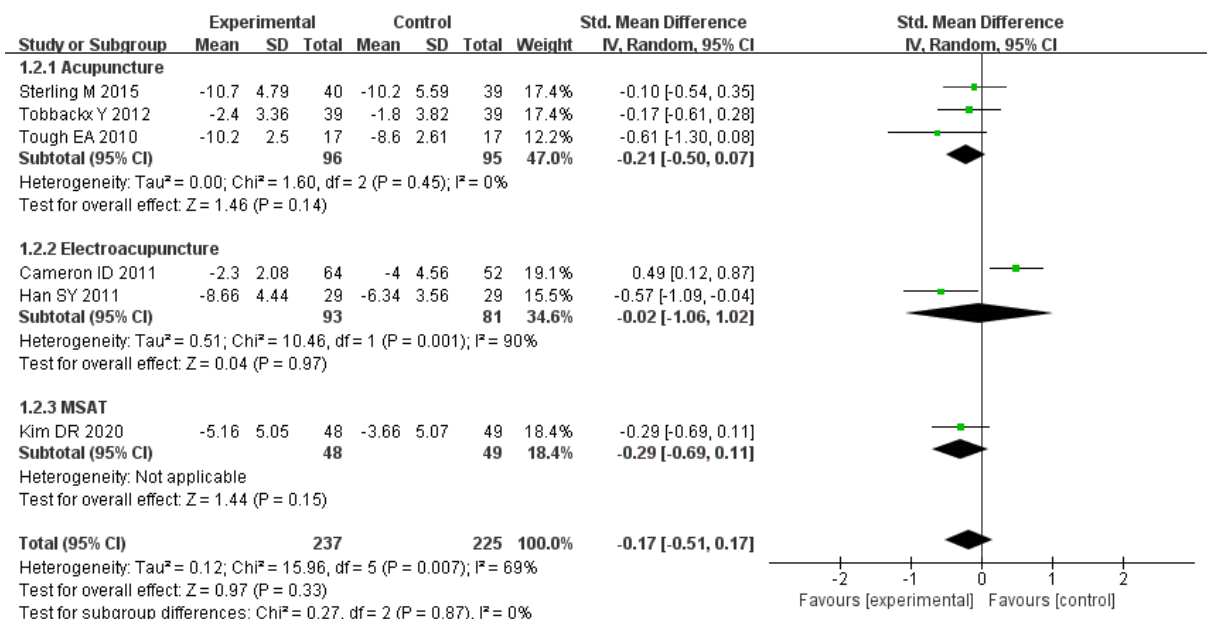 Experimental Control Std. Mean Difference Std. Mean Difference
Study or Subgroup Mean SD Total Mean SD Total Weight IV, Random, 95% CI IV, Random, 95% CI
1.2.1 Acupuncture
Sterling M 2015 -10.7 4.79 40 -10.2 5.59 39 17.4% -0.10 [-0.54, 0.35]
Tobbackx Y 2012 -2.4 3.36 39 -1.8 3.82 39 17.4% -0.17 [-0.61, 0.28]
Tough EA 2010 -10.2 2.5 17 -8.6 2.61 17 12.2% -0.61 [-1.30, 0.08]
Subtotal (95% CI) 96 95 47.0% -0.21 [-0.50, 0.07]
Heterogeneity: Tau² = 0.00; Chi² = 1.60, df = 2 (P = 0.45); I² = 0%
Test for overall effect: Z = 1.46 (P = 0.14)
1.2.2 Electroacupuncture
Cameron ID 2011 -2.3 2.08 64 -4 4.56 52 19.1% 0.49 [0.12, 0.87]
Han SY 2011 -8.66 4.44 29 -6.34 3.56 29 15.5% -0.57 [-1.09, -0.04]
Subtotal (95% CI) 93 81 34.6% -0.02 [-1.06, 1.02]
Heterogeneity: Tau² = 0.51; Chi² = 10.46, df = 1 (P = 0.001); I² = 90%
Test for overall effect: Z = 0.04 (P = 0.97)
1.2.3 MSAT
Kim DR 2020 -5.16 5.05 48 -3.66 5.07 49 18.4% -0.29 [-0.69, 0.11]
Subtotal (95% CI) 48 49 18.4% -0.29 [-0.69, 0.11]
Heterogeneity: Not applicable
Test for overall effect: Z = 1.44 (P = 0.15)
Total (95% CI) 237 225 100.0% -0.17 [-0.51, 0.17]
Heterogeneity: Tau² = 0.12; Chi² = 15.96, df = 5 (P = 0.007); I² = 69%
Test for overall effect: Z = 0.97 (P = 0.33)
Test for subgroup differences: Chi² = 0.27, df = 2 (P = 0.87), I² = 0%
-2 -1 0 1 2
Favours [experimental] Favours [control]